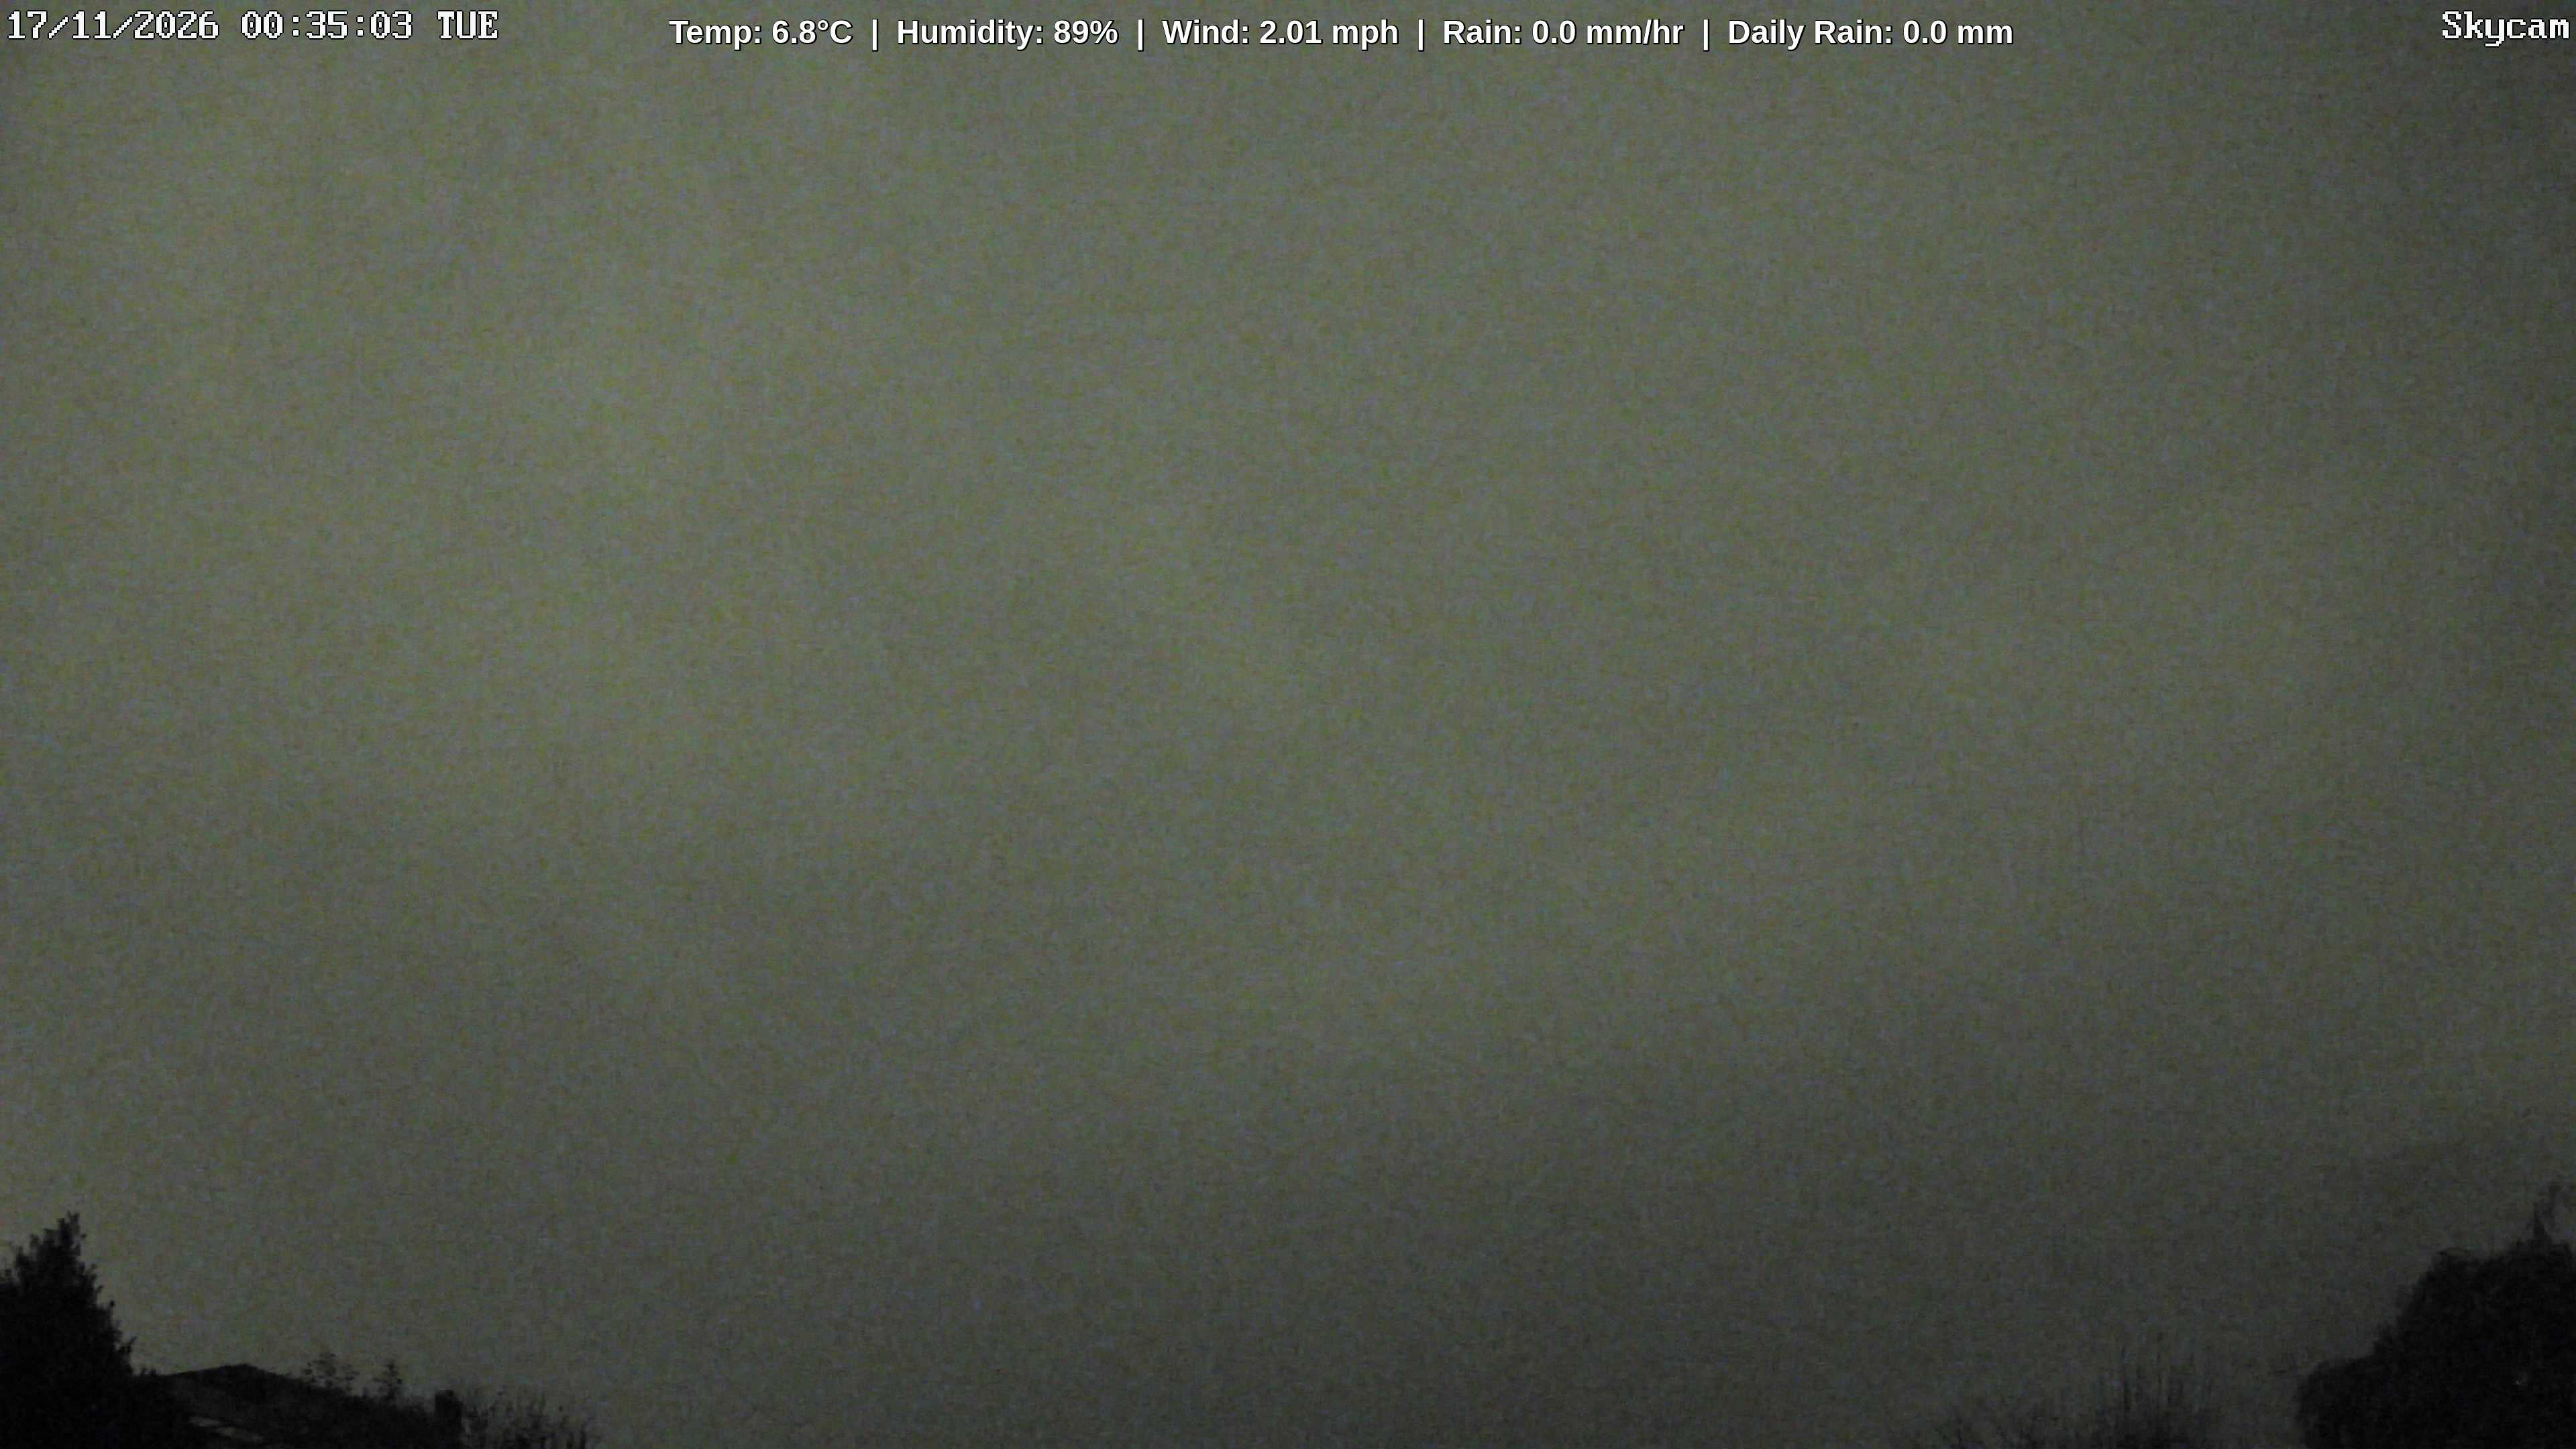 17/11/2026 00:35:03 TUE
Temp: 6.8°C | Humidity: 89% | Wind: 2.01 mph | Rain: 0.0 mm/hr | Daily Rain: 0.0 mm
Skycam